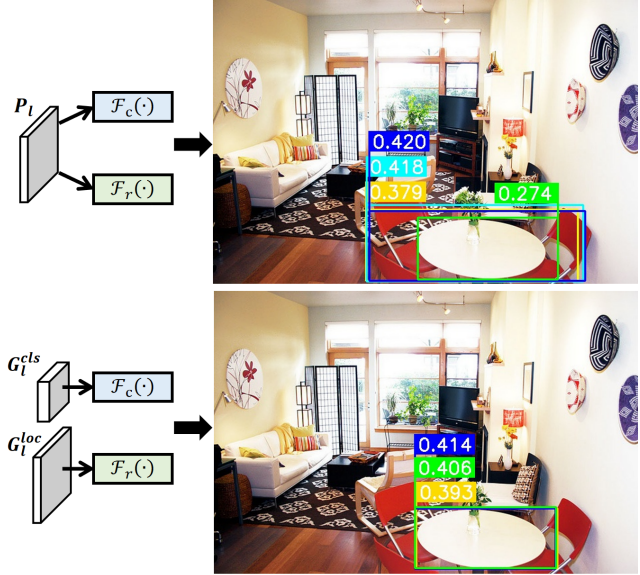 P_l
F_c(·)
F_r(·)
0.420
0.418
0.379
0.274
G_l^cls
F_c(·)
G_l^loc
F_r(·)
0.414
0.406
0.393